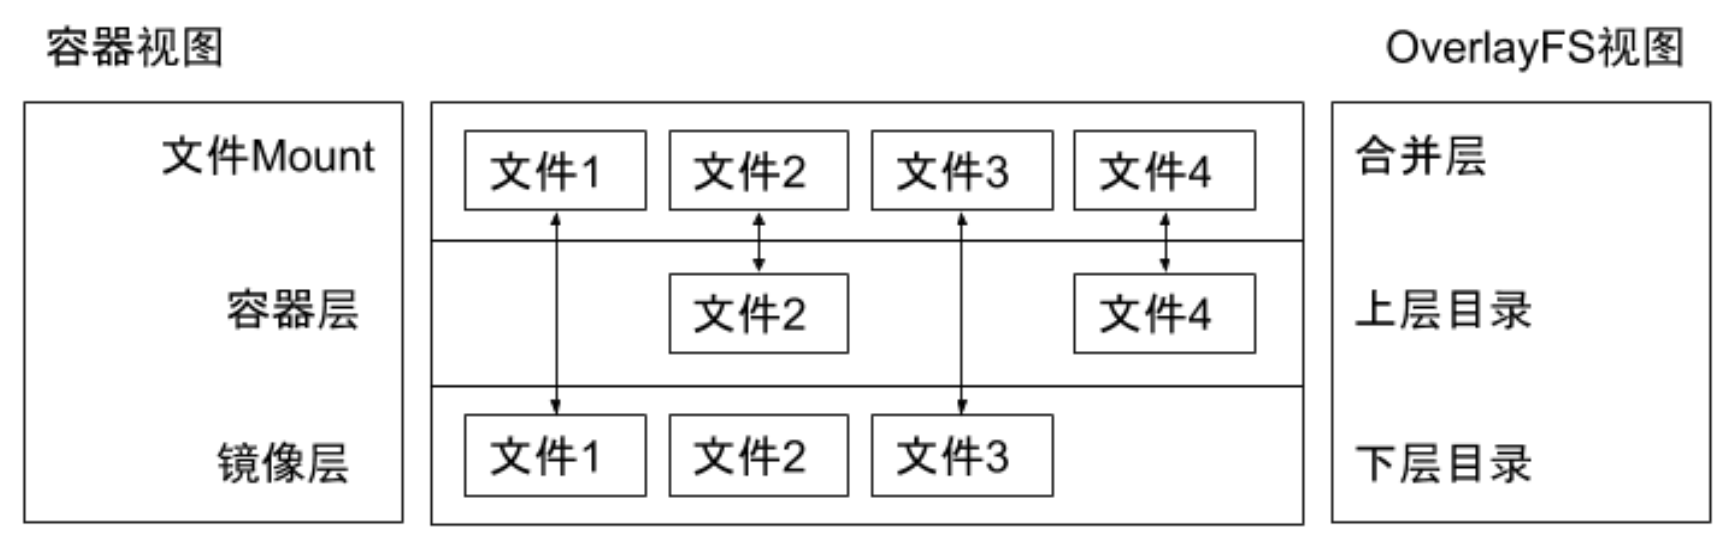 容器视图
OverlayFS视图
文件Mount
文件1
文件2
文件3
文件4
合并层
容器层
文件2
文件4
上层目录
镜像层
文件1
文件2
文件3
下层目录